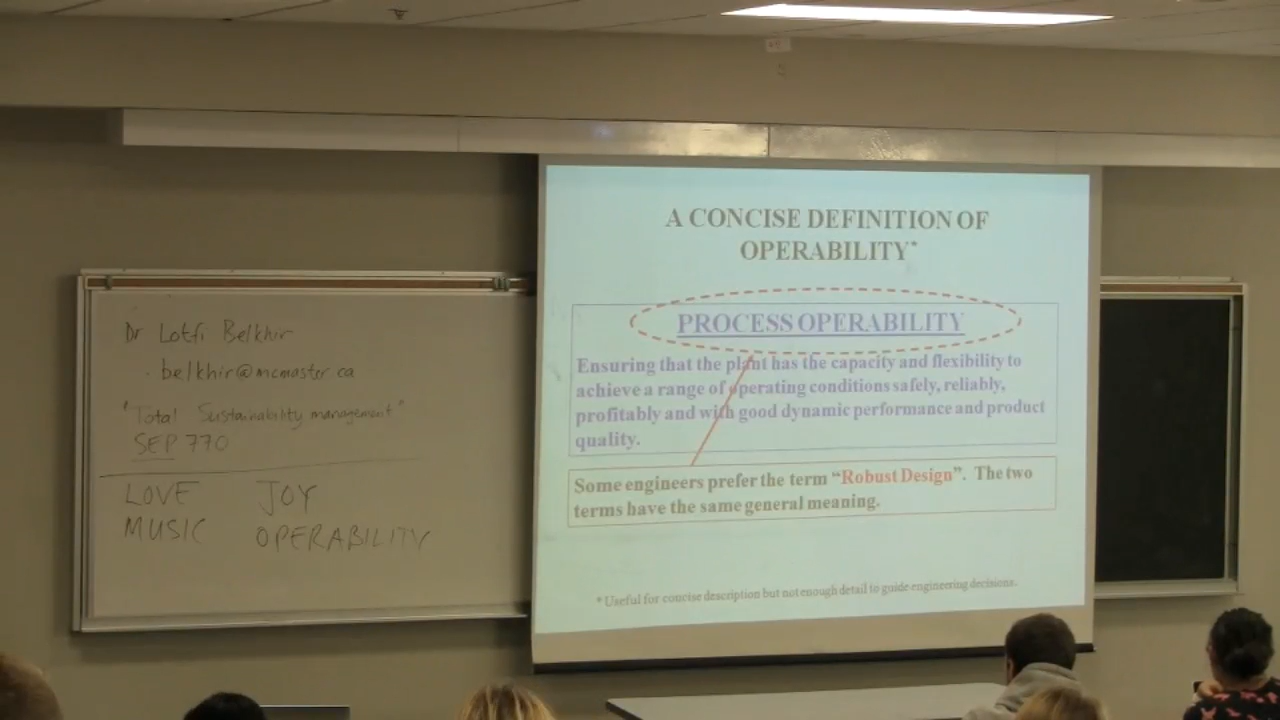 Dr Lotfi Belkhir
belkhir@mcmaster.ca
"Total Sustainability management"
SEP 770
LOVE JOY
MUSIC OPERABILITY
A CONCISE DEFINITION OF
OPERABILITY*
PROCESS OPERABILITY
Ensuring that the plant has the capacity and flexibility to
achieve a range of operating conditions safely, reliably,
profitably and with good dynamic performance and product
quality.
Some engineers prefer the term “Robust Design”. The two
terms have the same general meaning.
* Useful for concise description but not enough detail to guide engineering decisions.